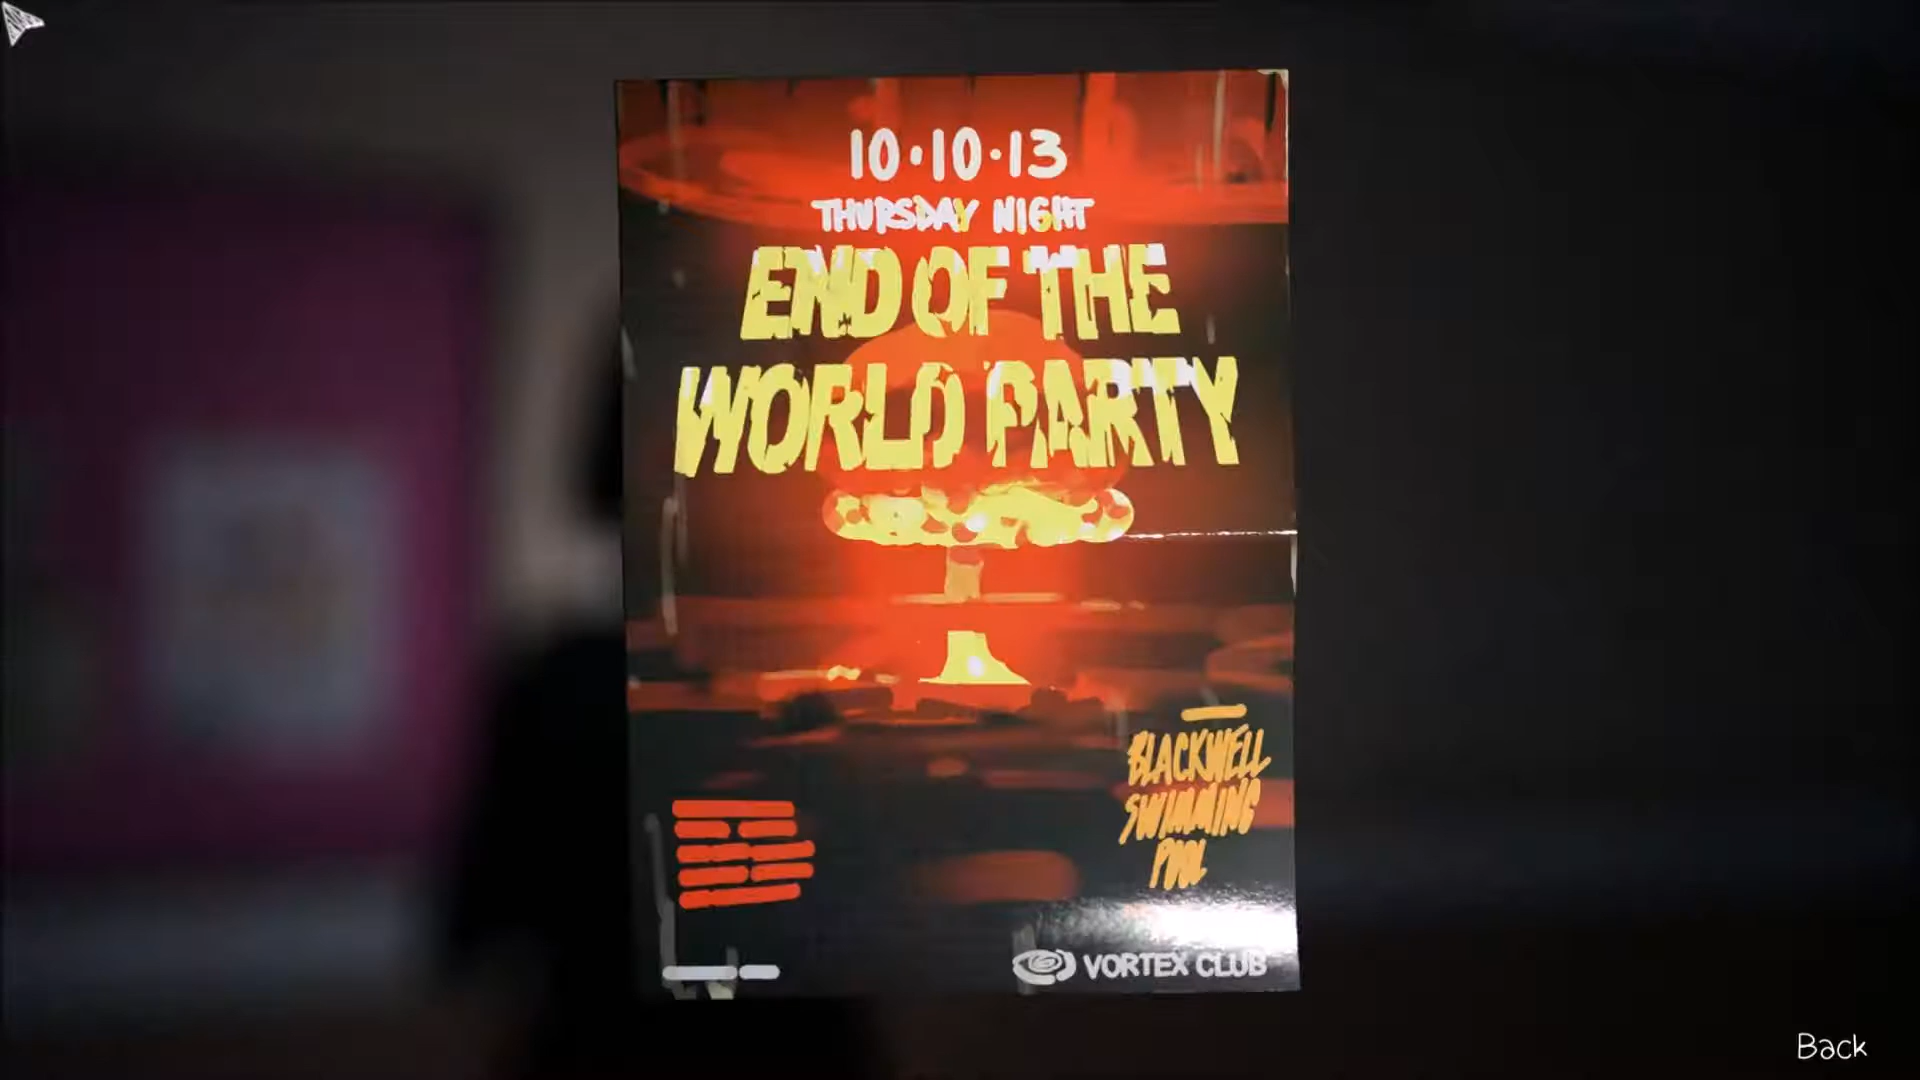 10·10·13
THURSDAY NIGHT
END OF THE
WORLD PARTY
BLACKWELL
SWIMMING
POOL
VORTEX CLUB
Back